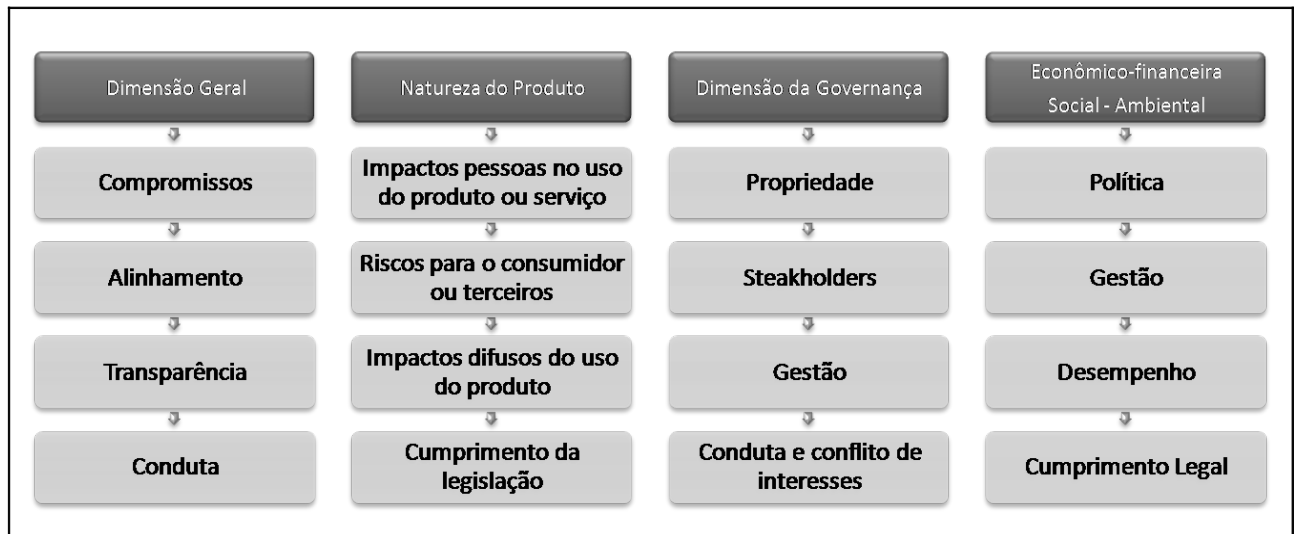 Dimensão Geral
Compromissos
Alinhamento
Transparência
Conduta
Natureza do Produto
Impactos pessoas no uso
do produto ou serviço
Riscos para o consumidor
ou terceiros
Impactos difusos do uso
do produto
Cumprimento da
legislação
Dimensão da Governança
Propriedade
Steakholders
Gestão
Conduta e conflito de
interesses
Econômico-financeira
Social - Ambiental
Política
Gestão
Desempenho
Cumprimento Legal